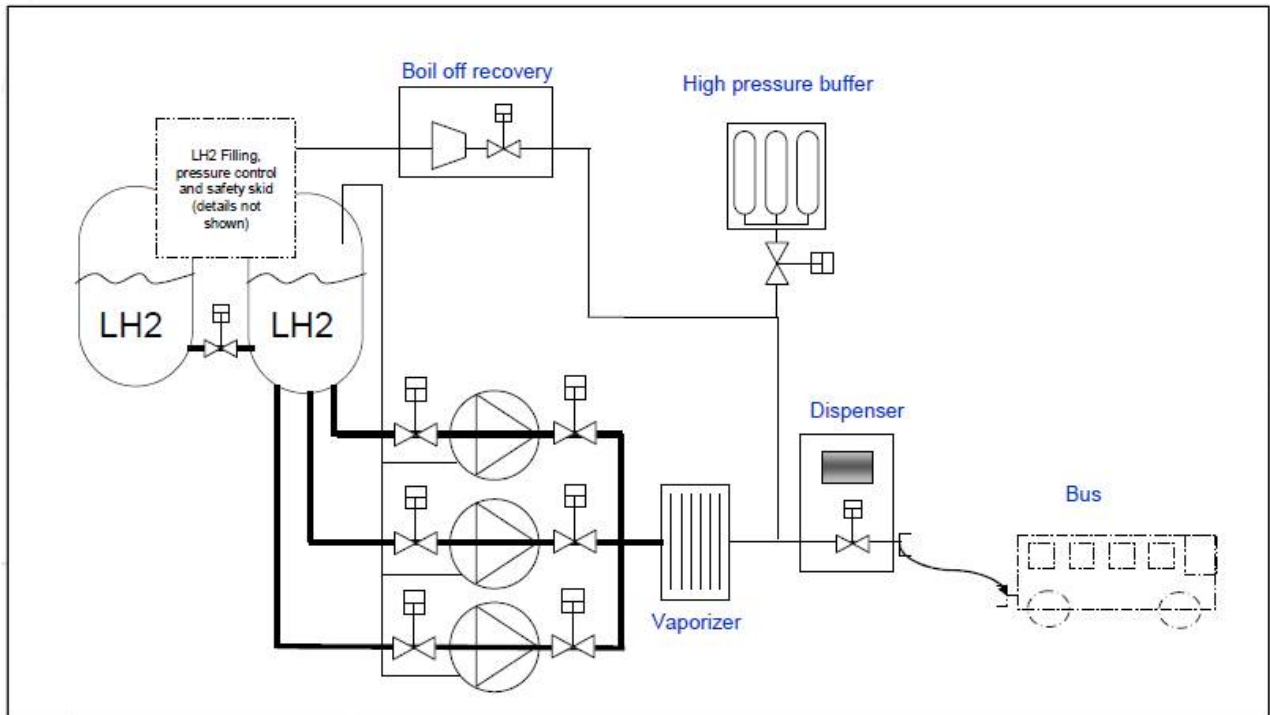 Boil off recovery
High pressure buffer
LH2 Filling,
pressure control
and safety skid
(details not
shown)
LH2
LH2
Dispenser
Bus
Vaporizer